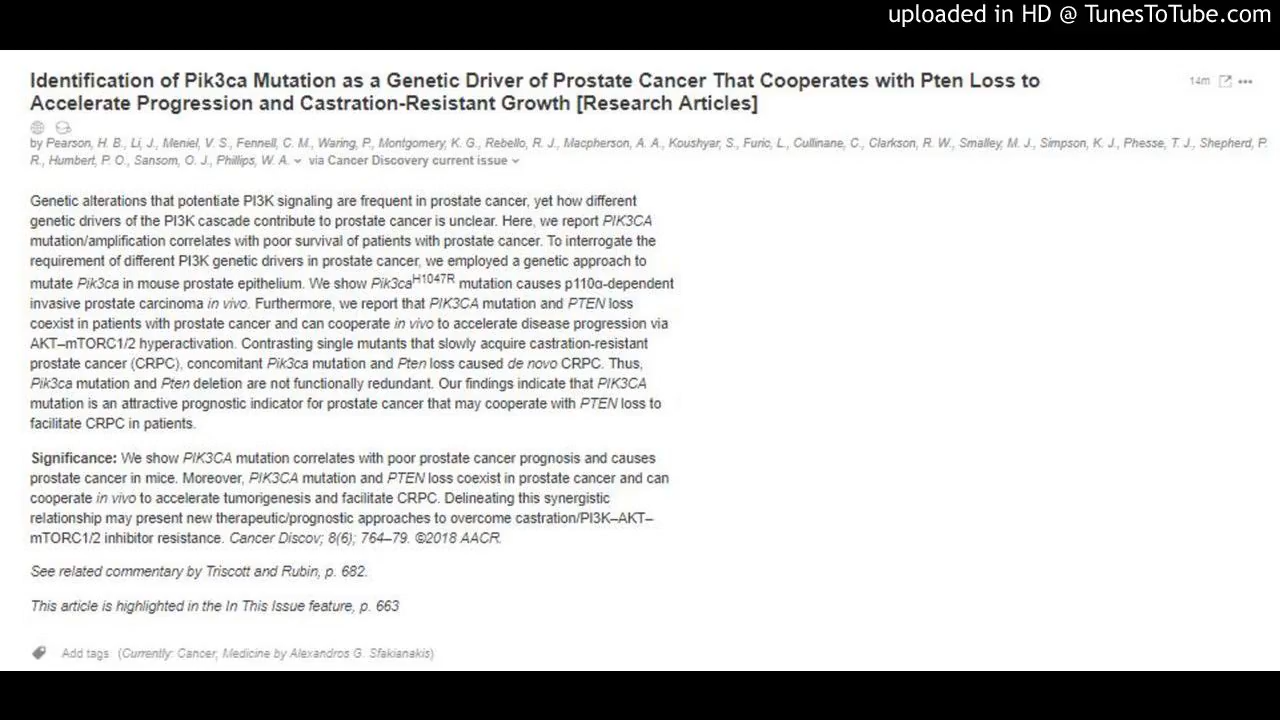 uploaded in HD @ TunesToTube.com
Identification of Pik3ca Mutation as a Genetic Driver of Prostate Cancer That Cooperates with Pten Loss to
Accelerate Progression and Castration-Resistant Growth [Research Articles]
14m
by Pearson, H. B., Li, J., Meniel, V. S., Fennell, C. M., Waring, P., Montgomery, K. G., Rebello, R. J., Macpherson, A. A., Koushyar, S., Furic, L., Cullinane, C., Clarkson, R. W., Smalley, M. J., Simpson, K. J., Phesse, T. J., Shepherd, P.
R., Humbert, P. O., Sansom, O. J., Phillips, W. A. via Cancer Discovery current issue
Genetic alterations that potentiate PI3K signaling are frequent in prostate cancer, yet how different
genetic drivers of the PI3K cascade contribute to prostate cancer is unclear. Here, we report PIK3CA
mutation/amplification correlates with poor survival of patients with prostate cancer. To interrogate the
requirement of different PI3K genetic drivers in prostate cancer, we employed a genetic approach to
mutate Pik3ca in mouse prostate epithelium. We show Pik3caH1047R mutation causes p110α-dependent
invasive prostate carcinoma in vivo. Furthermore, we report that PIK3CA mutation and PTEN loss
coexist in patients with prostate cancer and can cooperate in vivo to accelerate disease progression via
AKT–mTORC1/2 hyperactivation. Contrasting single mutants that slowly acquire castration-resistant
prostate cancer (CRPC), concomitant Pik3ca mutation and Pten loss caused de novo CRPC. Thus,
Pik3ca mutation and Pten deletion are not functionally redundant. Our findings indicate that PIK3CA
mutation is an attractive prognostic indicator for prostate cancer that may cooperate with PTEN loss to
facilitate CRPC in patients.
Significance: We show PIK3CA mutation correlates with poor prostate cancer prognosis and causes
prostate cancer in mice. Moreover, PIK3CA mutation and PTEN loss coexist in prostate cancer and can
cooperate in vivo to accelerate tumorigenesis and facilitate CRPC. Delineating this synergistic
relationship may present new therapeutic/prognostic approaches to overcome castration/PI3K–AKT–
mTORC1/2 inhibitor resistance. Cancer Discov; 8(6); 764–79. ©2018 AACR.
See related commentary by Triscott and Rubin, p. 682.
This article is highlighted in the In This Issue feature, p. 663
Add tags (Currently: Cancer, Medicine by Alexandros G. Sfakianakis)